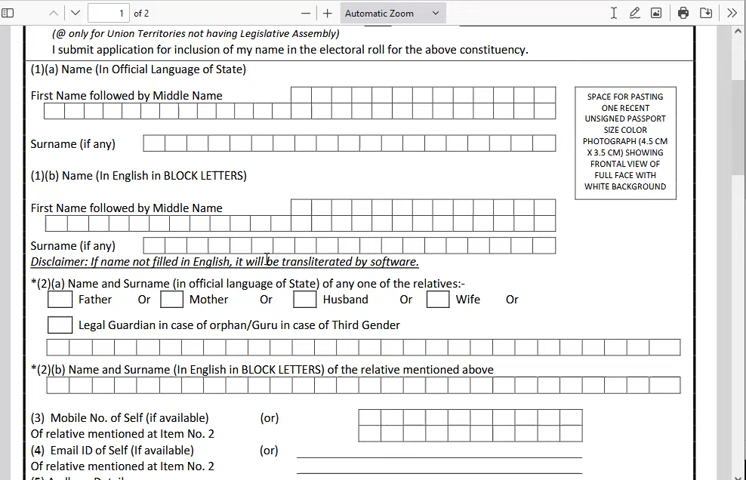 1 of 2
Automatic Zoom
(@ only for Union Territories not having Legislative Assembly)
I submit application for inclusion of my name in the electoral roll for the above constituency.
(1)(a) Name (In Official Language of State)
First Name followed by Middle Name
Surname (if any)
SPACE FOR PASTING
ONE RECENT
UNSIGNED PASSPORT
SIZE COLOR
PHOTOGRAPH (4.5 CM
X 3.5 CM) SHOWING
FRONTAL VIEW OF
FULL FACE WITH
WHITE BACKGROUND
(1)(b) Name (In English in BLOCK LETTERS)
First Name followed by Middle Name
Surname (if any)
Disclaimer: If name not filled in English, it will be transliterated by software.
*(2)(a) Name and Surname (in official language of State) of any one of the relatives:-
Father Or Mother Or Husband Or Wife Or
Legal Guardian in case of orphan/Guru in case of Third Gender
*(2)(b) Name and Surname (In English in BLOCK LETTERS) of the relative mentioned above
(3) Mobile No. of Self (if available) (or)
Of relative mentioned at Item No. 2
(4) Email ID of Self (If available) (or)
Of relative mentioned at Item No. 2